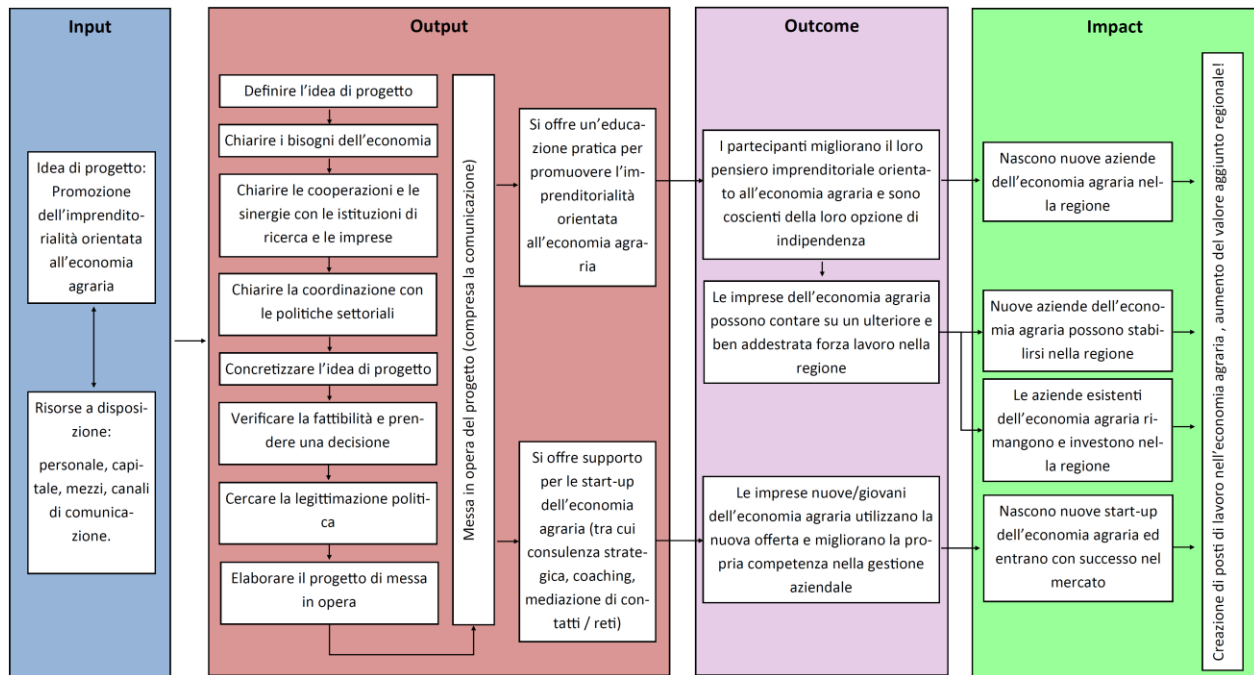 Input
Idea di progetto:
Promozione
dell'imprendito-
rialità orientata
all'economia
agraria
Risorse a disposi-
zione:
personale, capi-
tale, mezzi, canali
di comunica-
zione.
Output
Definire l'idea di progetto
Chiarire i bisogni dell'economia
Chiarire le cooperazioni e le
sinergie con le istituzioni di
ricerca e le imprese
Chiarire la coordinazione con
le politiche settoriali
Concretizzare l'idea di progetto
Verificare la fattibilità e pren-
dere una decisione
Cercare la legittimazione politi-
ca
Elaborare il progetto di messa
in opera
Messa in opera del progetto (compresa la comunicazione)
Si offre un'educa-
zione pratica per
promuovere l'im-
prenditorialità
orientata
all'economia agra-
ria
Si offre supporto
per le start-up
dell'economia
agraria (tra cui
consulenza strate-
gica, coaching,
mediazione di con-
tatti / reti)
Outcome
I partecipanti migliorano il loro
pensiero imprenditoriale orien-
tato all'economia agraria e sono
coscienti della loro opzione di
indipendenza
Le imprese dell'economia agraria
possono contare su un ulteriore e
ben addestrata forza lavoro nella
regione
Le imprese nuove/giovani
dell'economia agraria utilizzano la
nuova offerta e migliorano la pro-
pria competenza nella gestione
aziendale
Impact
Nascono nuove aziende
dell'economia agraria nel-
la regione
Nuove aziende dell'econo-
mia agraria possono stabi-
lirsi nella regione
Le aziende esistenti
dell'economia agraria ri-
mangono e investono nel-
la regione
Nascono nuove start-up
dell'economia agraria ed
entrano con successo nel
mercato
Creazione di posti di lavoro nell'economia agraria , aumento del valore aggiunto regionale!